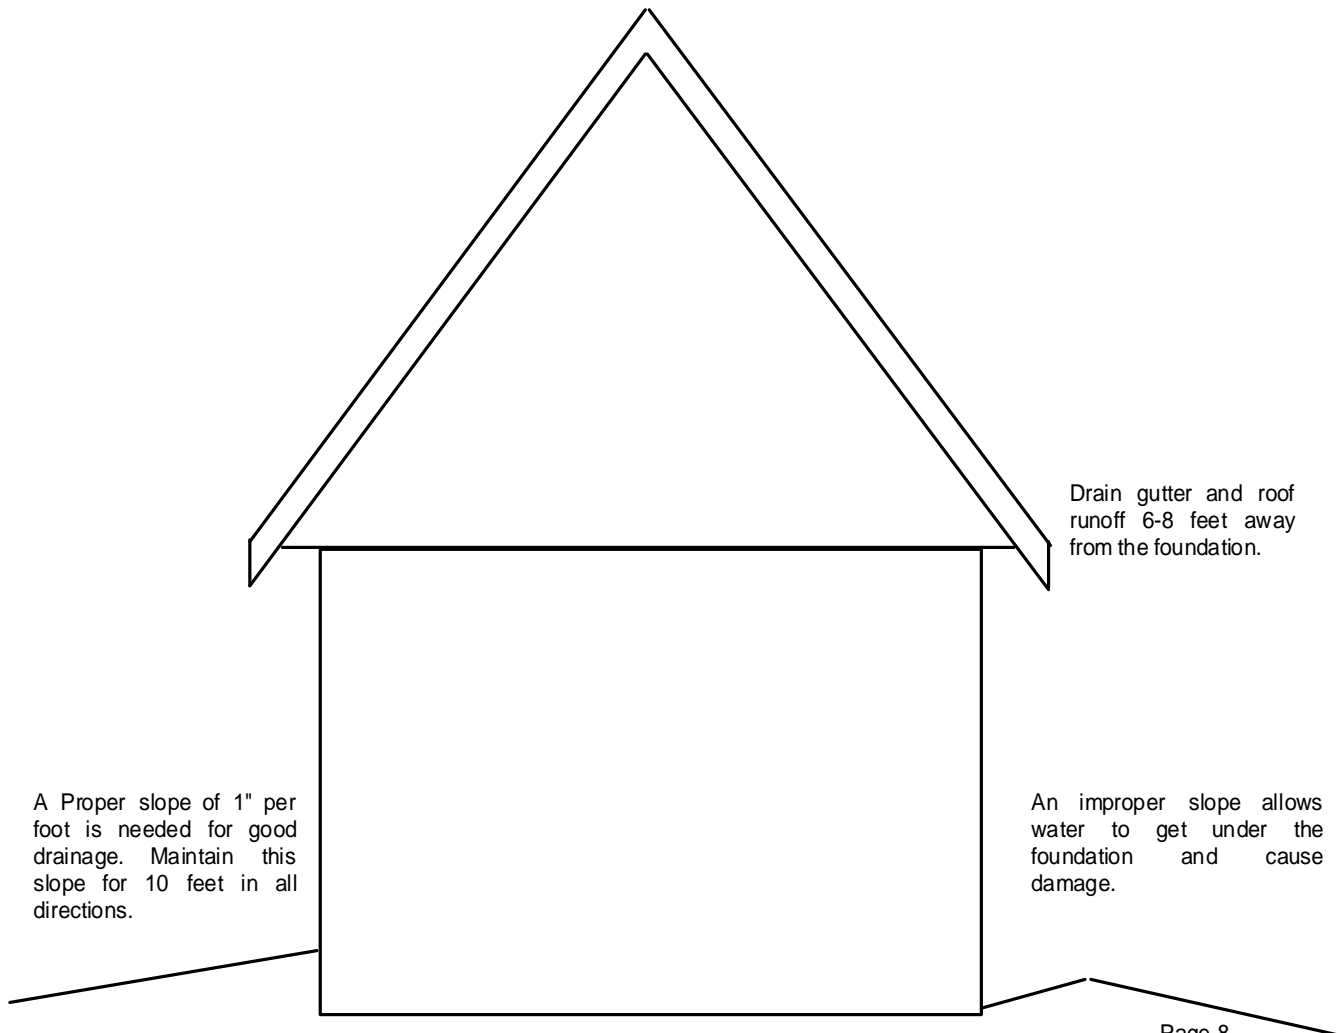 Drain gutter and roof
runoff 6-8 feet away
from the foundation.
A Proper slope of 1" per
foot is needed for good
drainage. Maintain this
slope for 10 feet in all
directions.
An improper slope allows
water to get under the
foundation and cause
damage.
Page 8